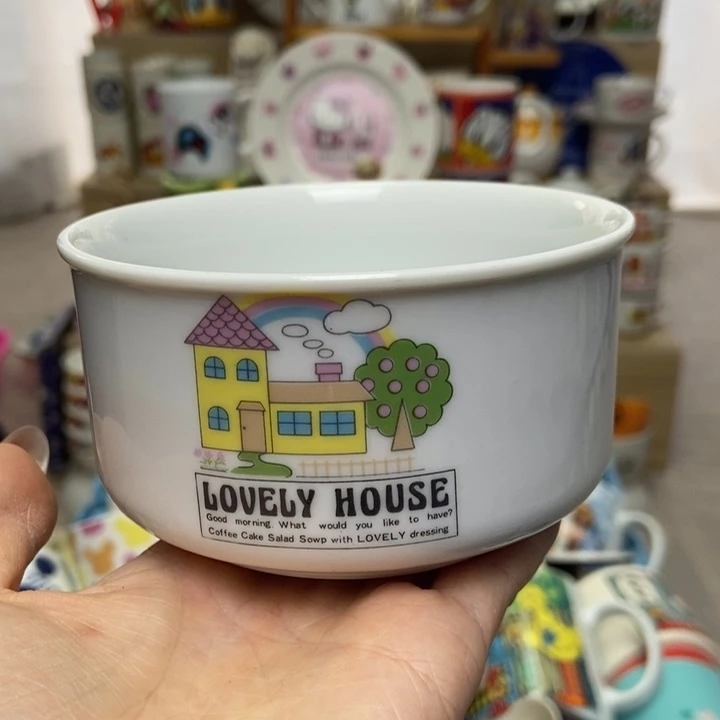 LOVELY HOUSE
Good morning. What would you like to have?
Coffee Cake Salad Sowp with LOVELY dressing